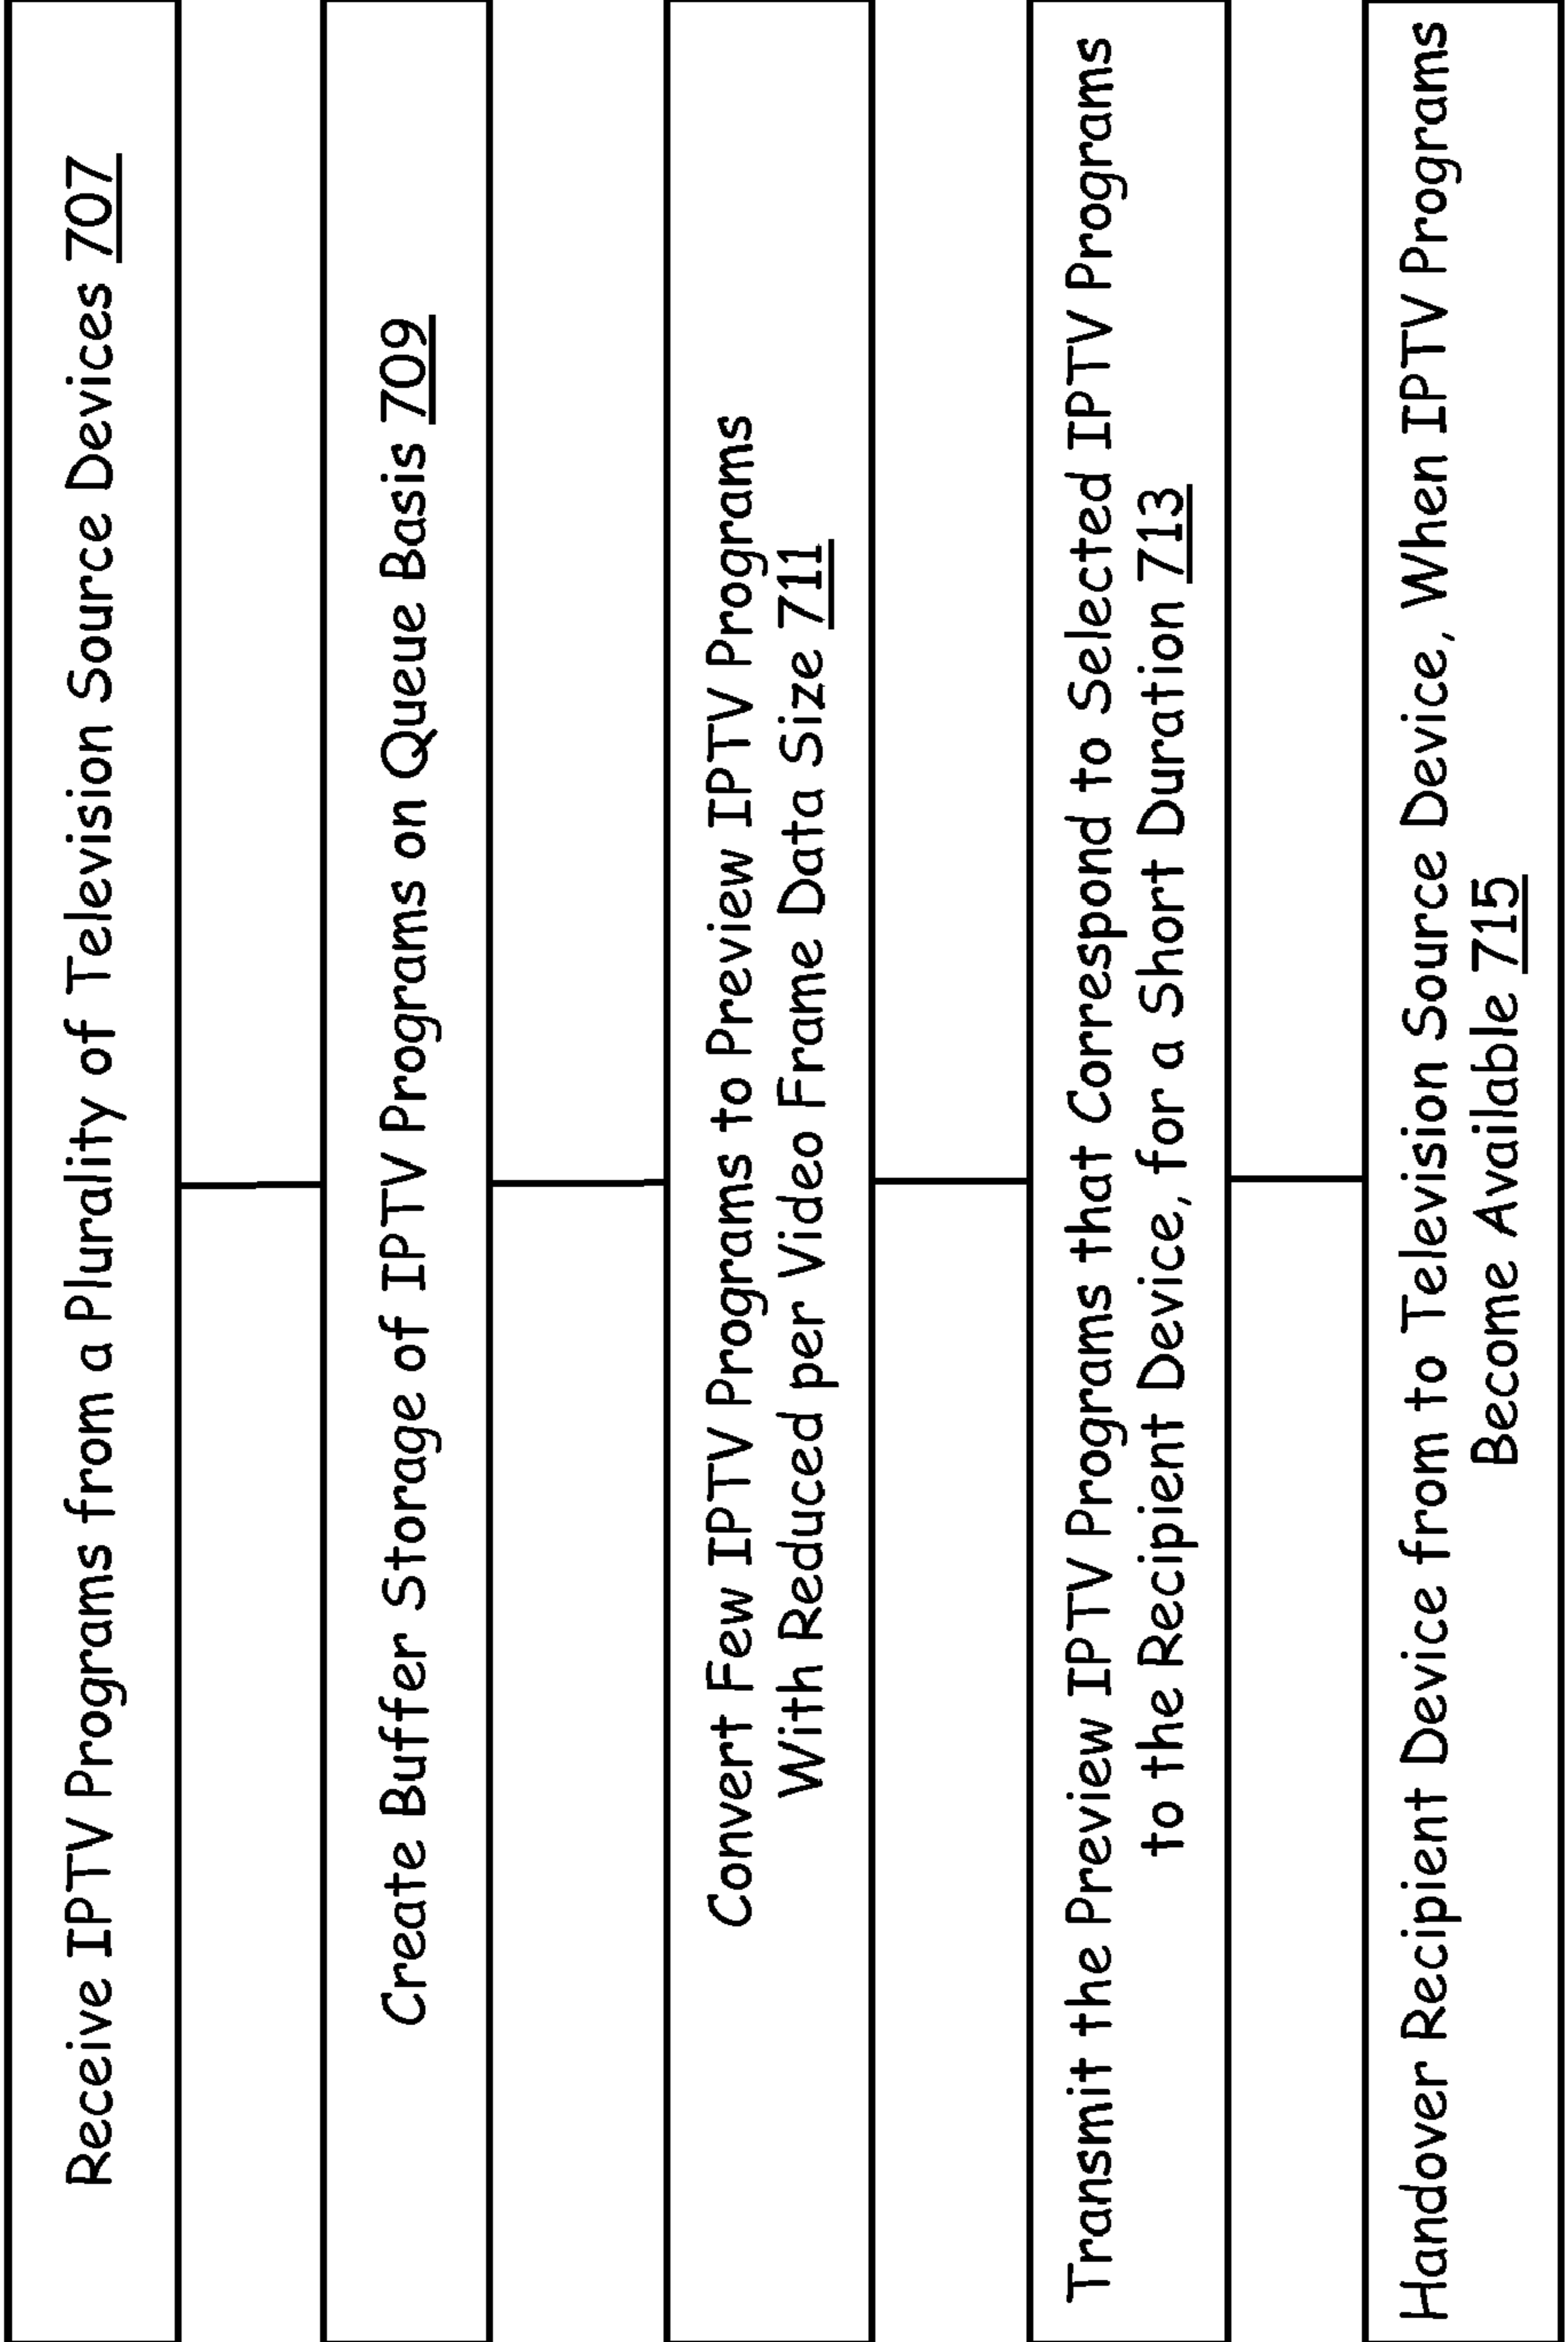 Receive IPTV Programs from a Plurality of Television Source Devices 707
Create Buffer Storage of IPTV Programs on Queue Basis 709
Convert Few IPTV Programs to Preview IPTV Programs
With Reduced per Video Frame Data Size 711
Transmit the Preview IPTV Programs that Correspond to Selected IPTV Programs
to the Recipient Device, for a Short Duration 713
Handover Recipient Device from to Television Source Device, When IPTV Programs
Become Available 715